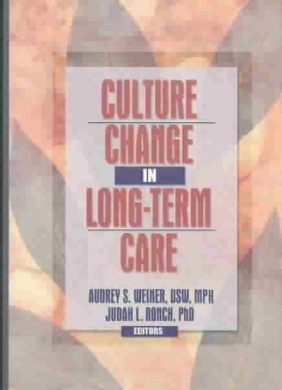 CULTURE
CHANGE
IN
LONG-TERM
CARE
AUDREY S. WEINER, DSW, MPH
JUDAH L. RONCH, PhD
EDITORS